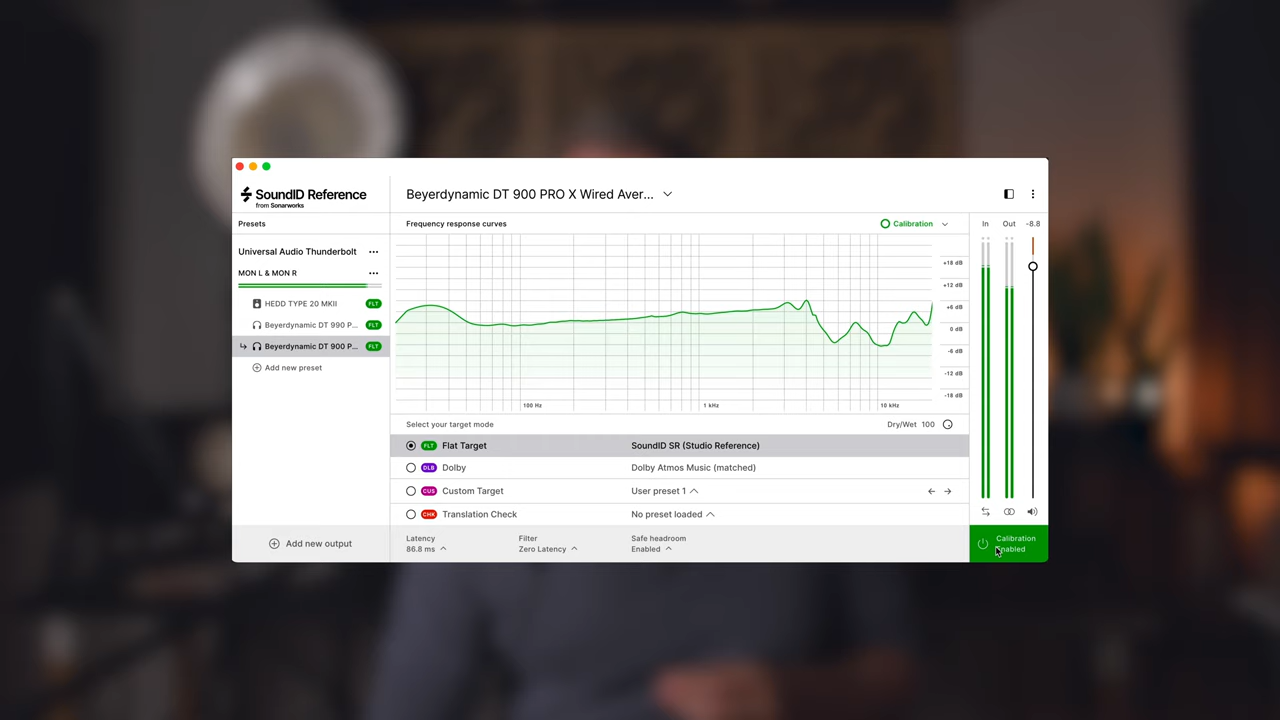 SoundID Reference
from Sonarworks
Beyerdynamic DT 900 PRO X Wired Aver...
Presets
Frequency response curves
Calibration
In
Out
-8.8
Universal Audio Thunderbolt
MON L & MON R
HEDD TYPE 20 MKII
FLT
Beyerdynamic DT 990 P...
FLT
Beyerdynamic DT 900 P...
FLT
Add new preset
+18 dB
+12 dB
+6 dB
0 dB
-6 dB
-12 dB
-18 dB
100 Hz
1 kHz
10 kHz
Select your target mode
Dry/Wet 100
FLT Flat Target
SoundID SR (Studio Reference)
DLB Dolby
Dolby Atmos Music (matched)
CUS Custom Target
User preset 1
CHK Translation Check
No preset loaded
Add new output
Latency
86.8 ms
Filter
Zero Latency
Safe headroom
Enabled
Calibration
Enabled